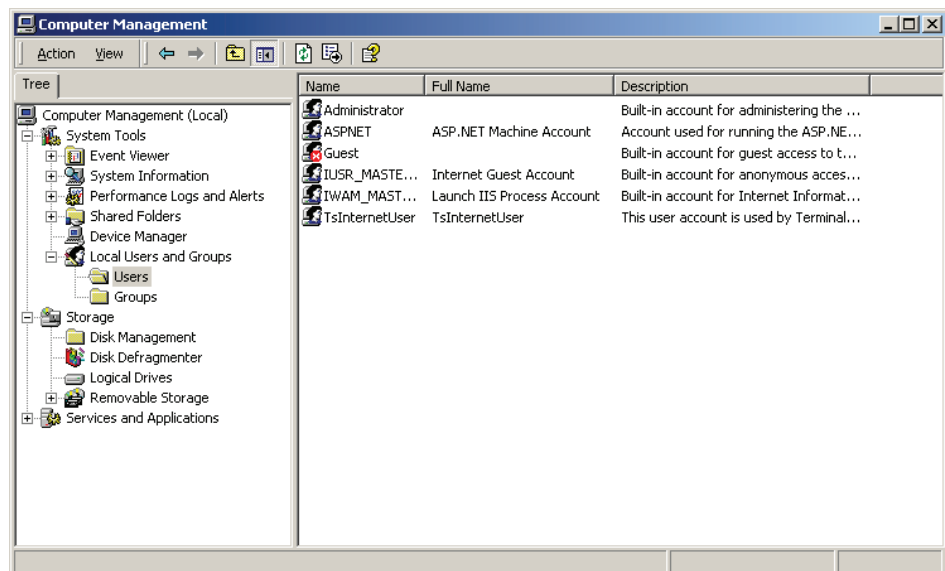 Computer Management
Action View
Tree
Name Full Name Description
Computer Management (Local)
System Tools
Event Viewer
System Information
Performance Logs and Alerts
Shared Folders
Device Manager
Local Users and Groups
Users
Groups
Storage
Disk Management
Disk Defragmenter
Logical Drives
Removable Storage
Services and Applications
Administrator Built-in account for administering the ...
ASPNET ASP.NET Machine Account Account used for running the ASP.NE...
Guest Built-in account for guest access to t...
IUSR_MASTE... Internet Guest Account Built-in account for anonymous acces...
IWAM_MAST... Launch IIS Process Account Built-in account for Internet Informat...
TsInternetUser TsInternetUser This user account is used by Terminal...